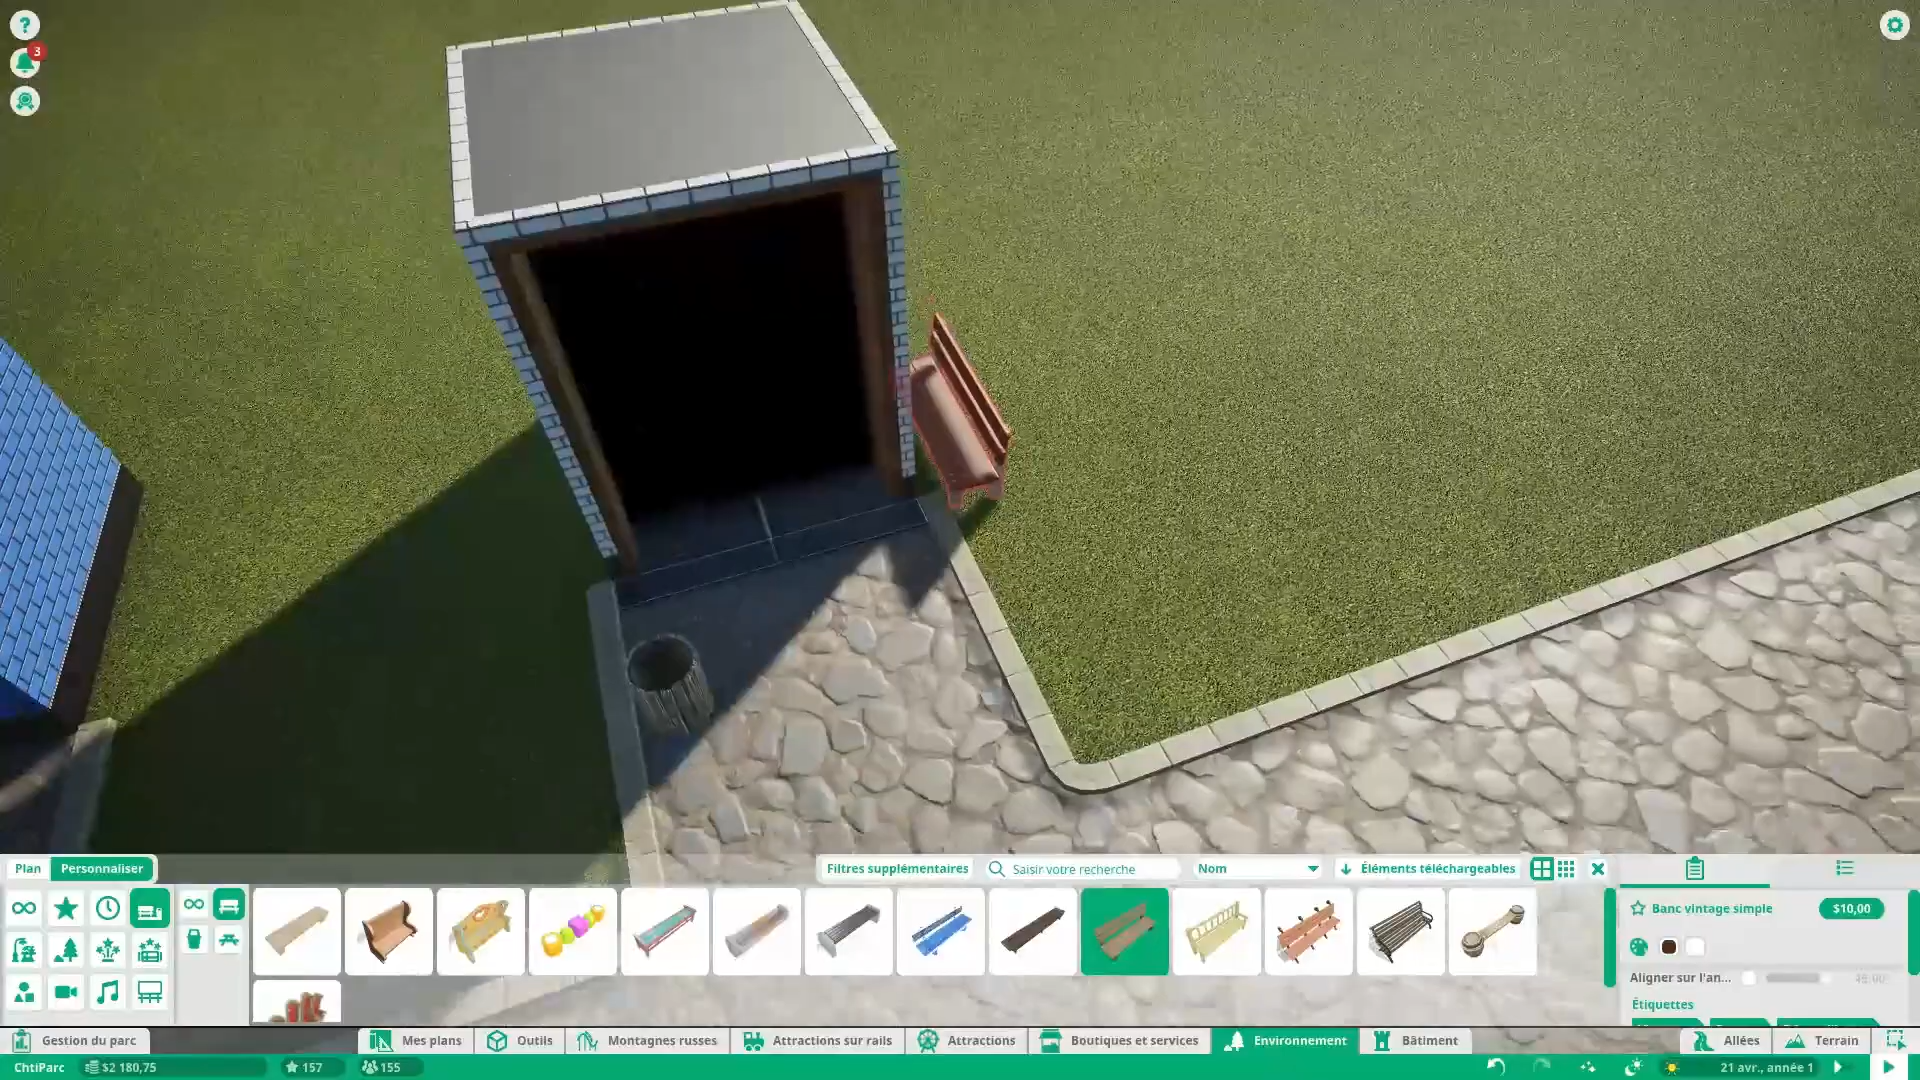 ?
3
Plan
Personnaliser
Filtres supplémentaires
Saisir votre recherche
Nom
Éléments téléchargeables
Banc vintage simple
$10,00
Aligner sur l'an...
45.00
Étiquettes
Gestion du parc
Mes plans
Outils
Montagnes russes
Attractions sur rails
Attractions
Boutiques et services
Environnement
Bâtiment
Allées
Terrain
ChtiParc
$2 180,75
157
155
21 avr., année 1